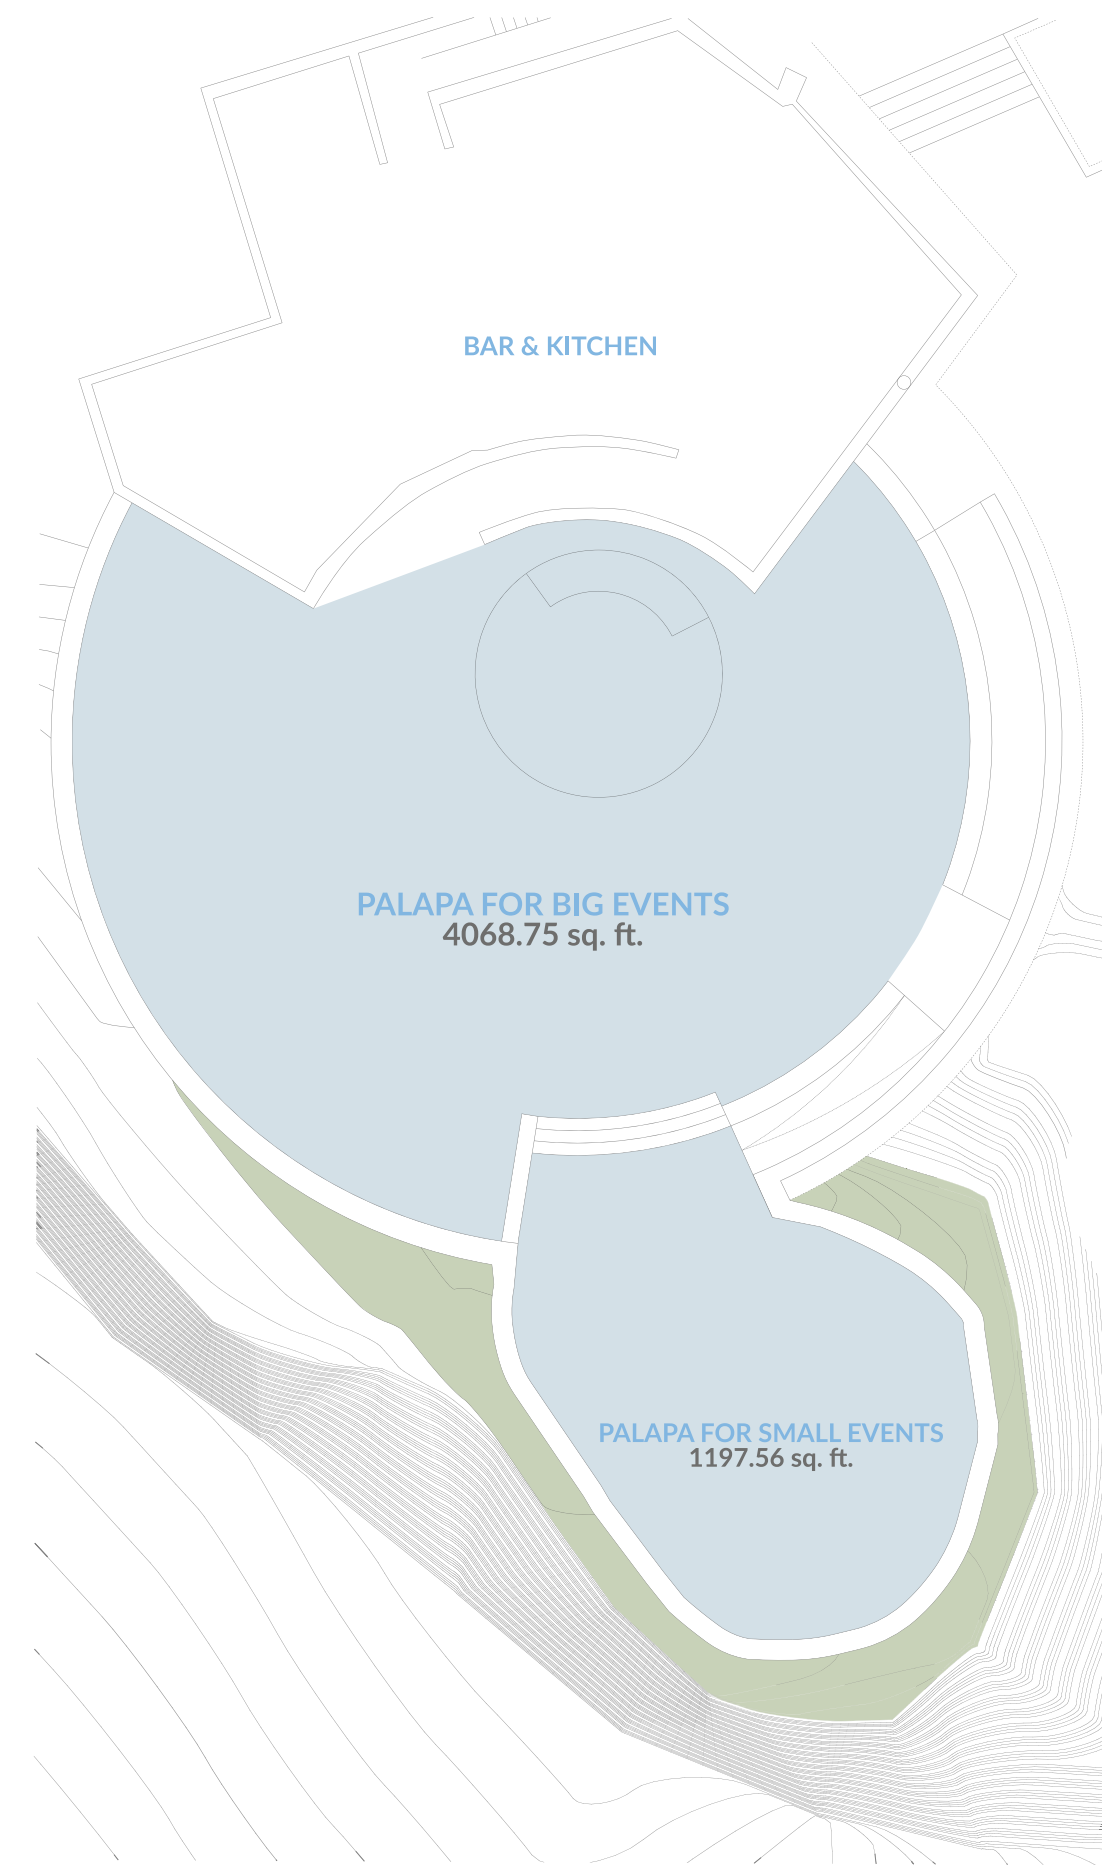 BAR & KITCHEN
PALAPA FOR BIG EVENTS
4068.75 sq. ft.
PALAPA FOR SMALL EVENTS
1197.56 sq. ft.